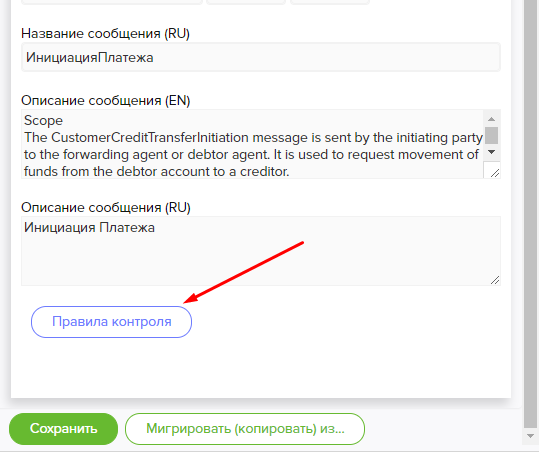 Название сообщения (RU)
ИнициацияПлатежа
Описание сообщения (EN)
Scope
The CustomerCreditTransferInitiation message is sent by the initiating party
to the forwarding agent or debtor agent. It is used to request movement of
funds from the debtor account to a creditor.
Описание сообщения (RU)
Инициация Платежа
Правила контроля
Сохранить
Мигрировать (копировать) из...